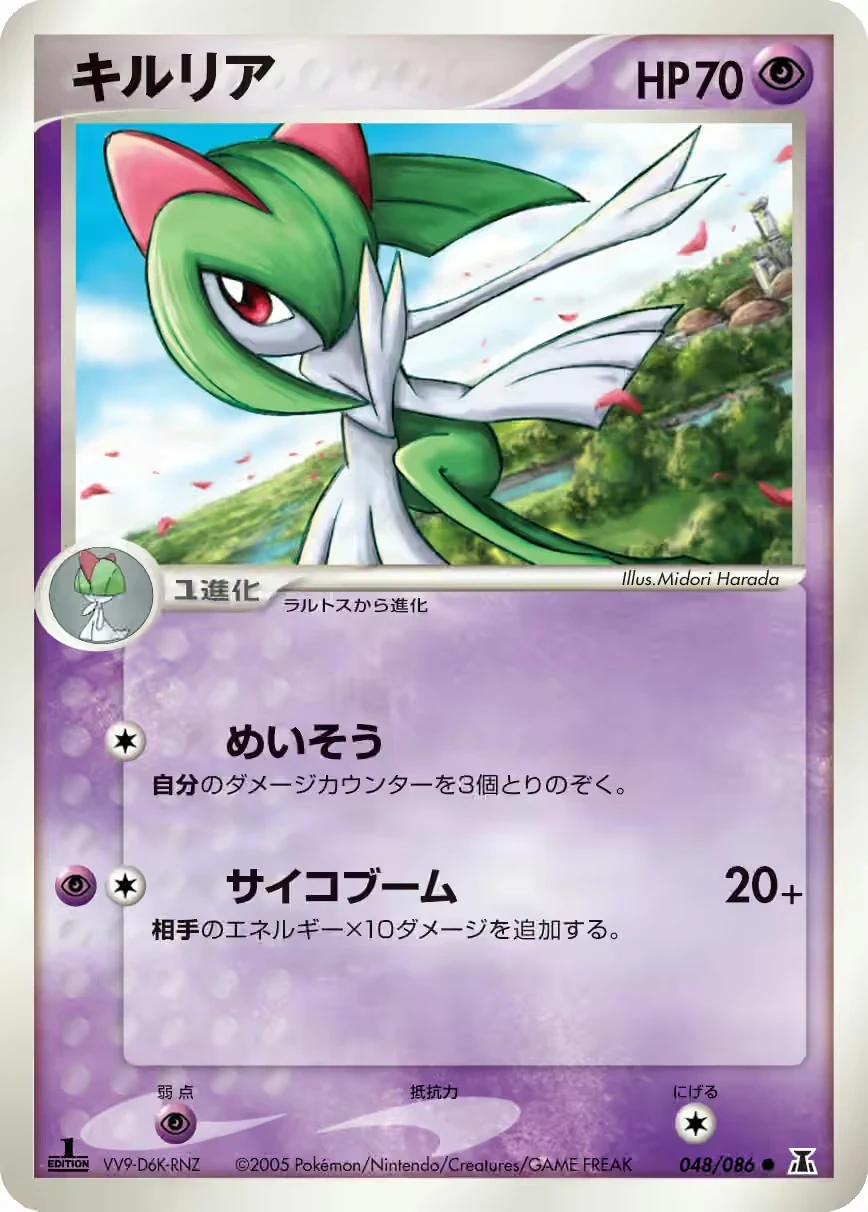 キルリア
HP70
Illus.Midori Harada
1進化
ラルトスから進化
めいそう
自分のダメージカウンターを3個とりのぞく。
サイコブーム 20+
相手のエネルギー×10ダメージを追加する。
弱点 抵抗力 にげる
1 EDITION VV9-D6K-RNZ ©2005 Pokémon/Nintendo/Creatures/GAME FREAK 048/086